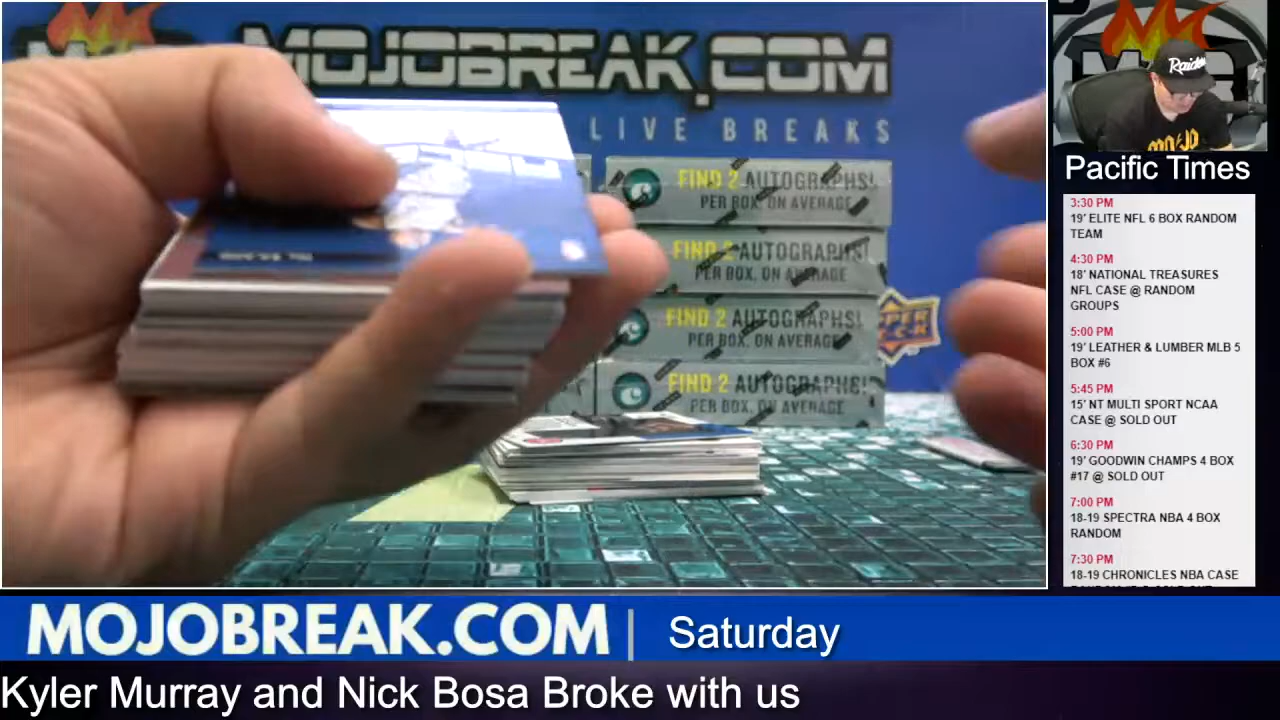 MOJOBREAK.COM
LIVE BREAKS
FIND 2 AUTOGRAPHS!
PER BOX, ON AVERAGE
FIND 2 AUTOGRAPHS!
PER BOX, ON AVERAGE
FIND 2 AUTOGRAPHS!
PER BOX, ON AVERAGE
FIND 2 AUTOGRAPHS!
PER BOX, ON AVERAGE
Raiders
MOJO
Pacific Times
3:30 PM
19' ELITE NFL 6 BOX RANDOM
TEAM
4:30 PM
18' NATIONAL TREASURES
NFL CASE @ RANDOM
GROUPS
5:00 PM
19' LEATHER & LUMBER MLB 5
BOX #6
5:45 PM
15' NT MULTI SPORT NCAA
CASE @ SOLD OUT
6:30 PM
19' GOODWIN CHAMPS 4 BOX
#17 @ SOLD OUT
7:00 PM
18-19 SPECTRA NBA 4 BOX
RANDOM
7:30 PM
18-19 CHRONICLES NBA CASE
MOJOBREAK.COM | Saturday
Kyler Murray and Nick Bosa Broke with us